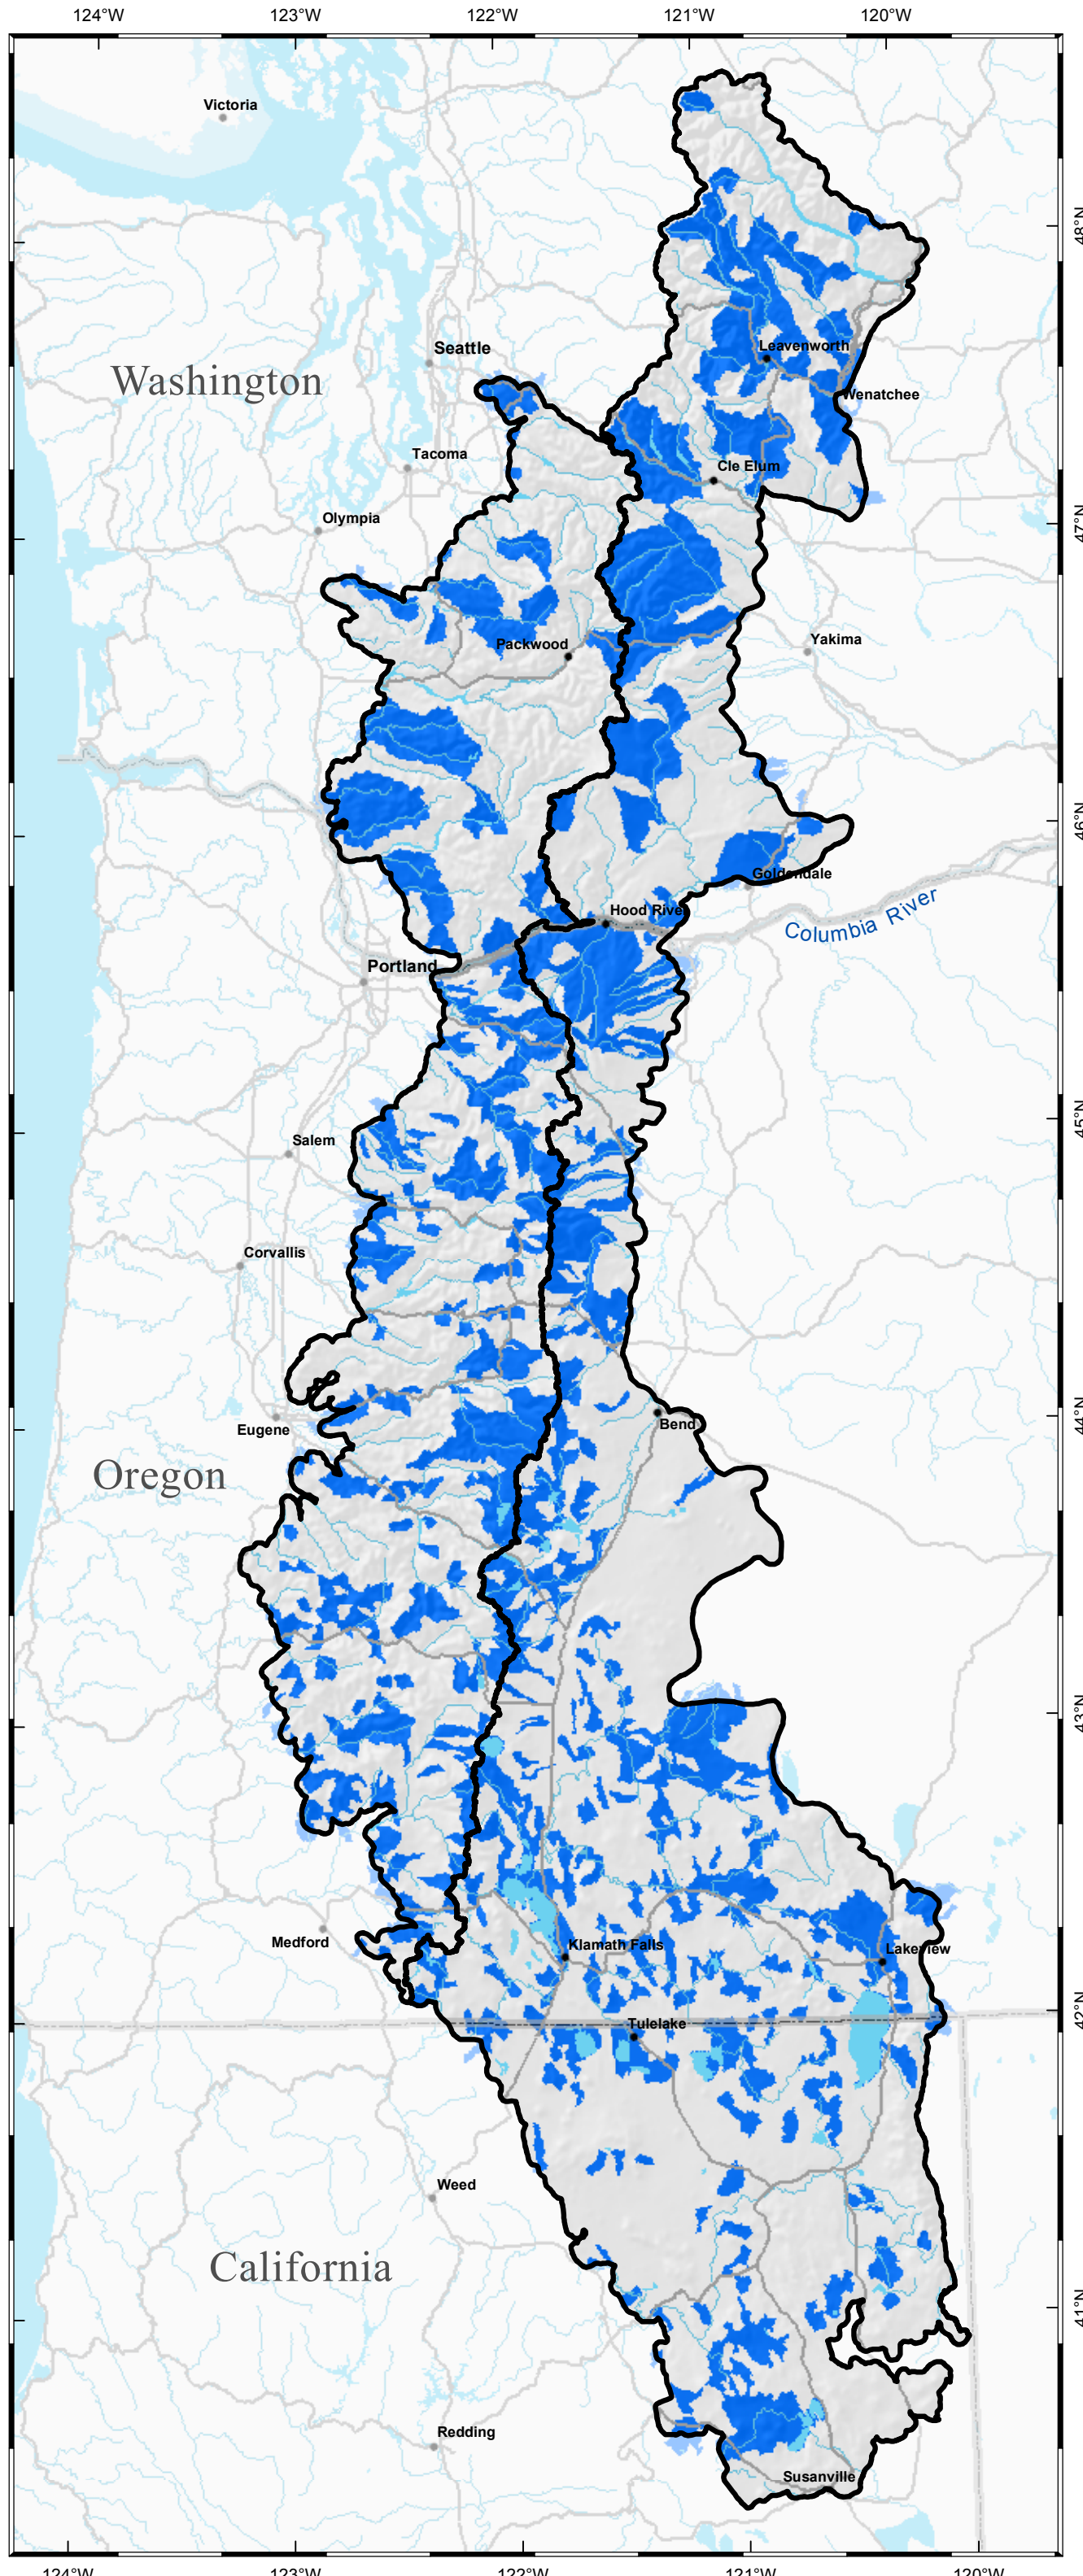 124°W 123°W 122°W 121°W 120°W
Victoria
48°N
Seattle
Leavenworth
Washington
Wenatchee
Tacoma
Cle Elum
Olympia
47°N
Packwood
Yakima
46°N
Goldendale
Hood River
Columbia River
Portland
45°N
Salem
Corvallis
44°N
Bend
Eugene
Oregon
43°N
Medford
Klamath Falls
Lakeview
42°N
Tulelake
Weed
California
41°N
Redding
Susanville
124°W 123°W 122°W 121°W 120°W